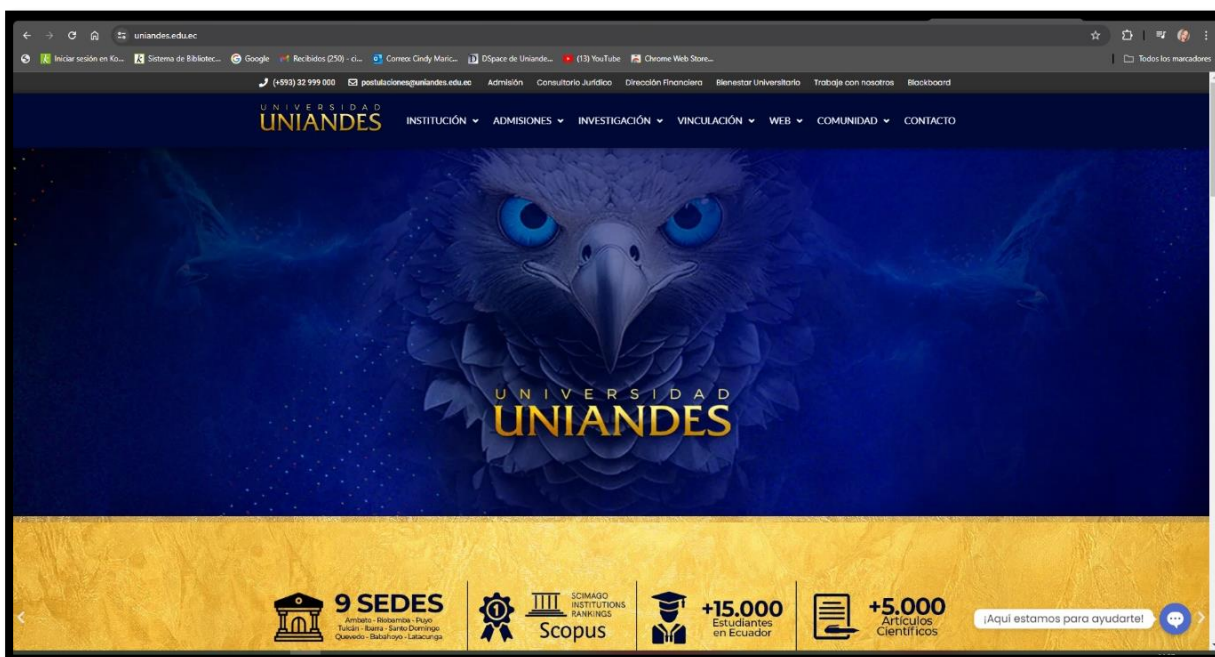 uniandes.edu.ec
Iniciar sesión en Ko... Sistema de Bibliotec... Google Recibidos (250) - ci... Correo: Cindy Maric... DSpace de Uniande... (13) YouTube Chrome Web Store... Todos los marcadores
(+593) 32 999 000 postulaciones@uniandes.edu.ec Admisión Consultorio Jurídico Dirección Financiera Bienestar Universitario Trabaja con nosotros Blackboard
UNIVERSIDAD
UNIANDES
INSTITUCIÓN ADMISIONES INVESTIGACIÓN VINCULACIÓN WEB COMUNIDAD CONTACTO
UNIVERSIDAD
UNIANDES
9 SEDES
Ambato - Riobamba - Puyo
Tulcán - Ibarra - Santo Domingo
Quevedo - Babahoyo - Latacunga
1
SCIMAGO
INSTITUTIONS
RANKINGS
Scopus
+15.000
Estudiantes
en Ecuador
+5.000
Artículos
Científicos
¡Aquí estamos para ayudarte!